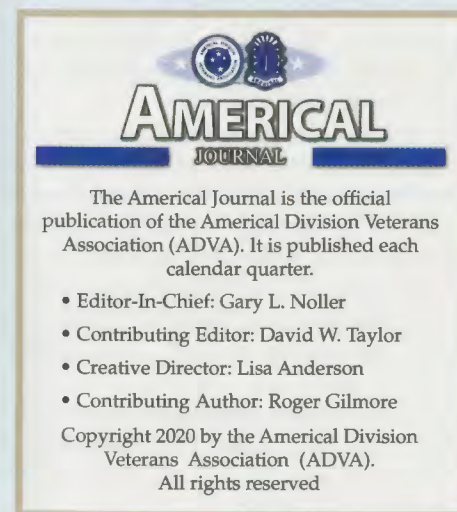 AMERICAL
JOURNAL
The Americal Journal is the official
publication of the Americal Division Veterans
Association (ADVA). It is published each
calendar quarter.
• Editor-In-Chief: Gary L. Noller
• Contributing Editor: David W. Taylor
• Creative Director: Lisa Anderson
• Contributing Author: Roger Gilmore
Copyright 2020 by the Americal Division
Veterans Association (ADVA).
All rights reserved